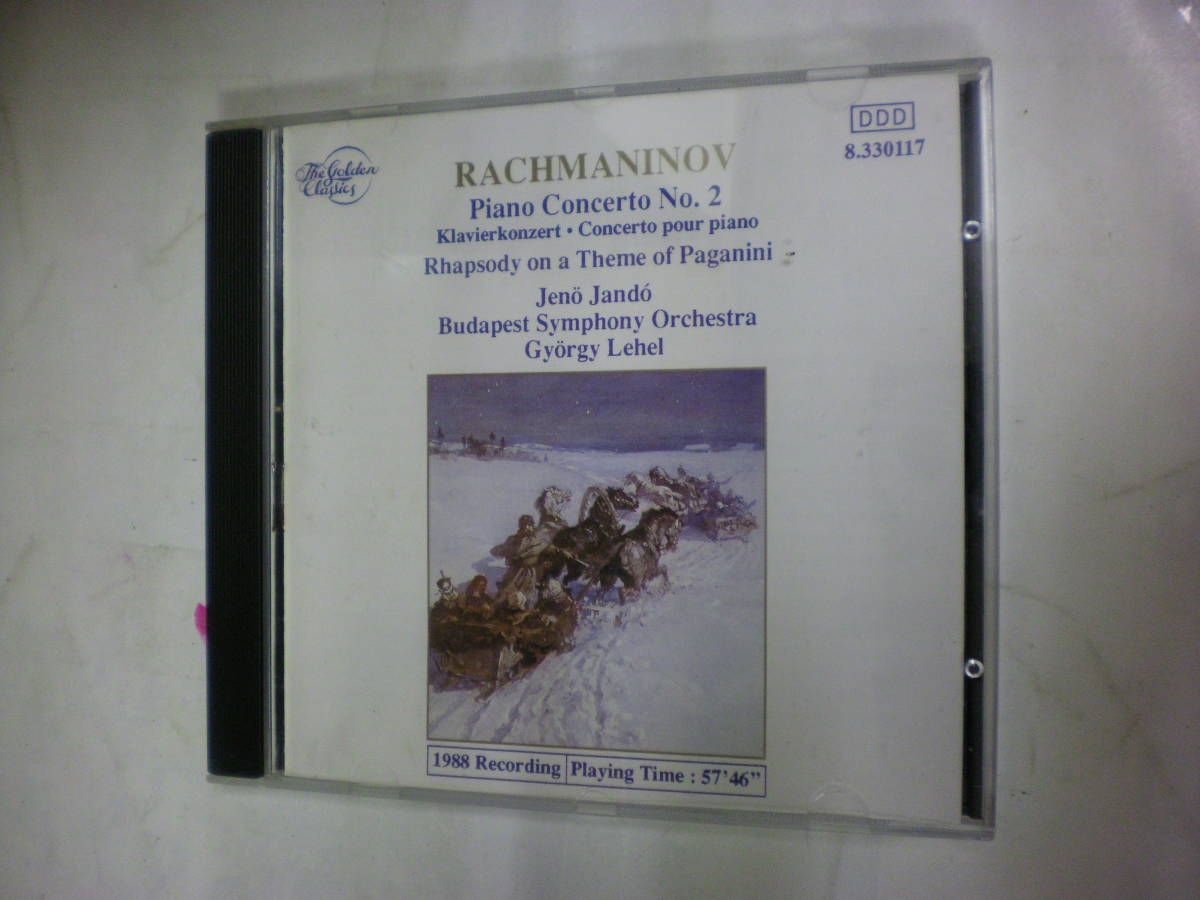 The Golden
Classics
DDD
8.330117
RACHMANINOV
Piano Concerto No. 2
Klavierkonzert • Concerto pour piano
Rhapsody on a Theme of Paganini
Jenö Jandó
Budapest Symphony Orchestra
György Lehel
1988 Recording Playing Time : 57'46"